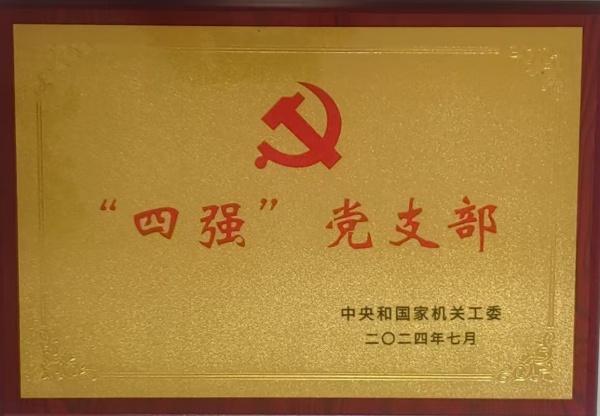 “四强”党支部
中央和国家机关工委
二〇二四年七月